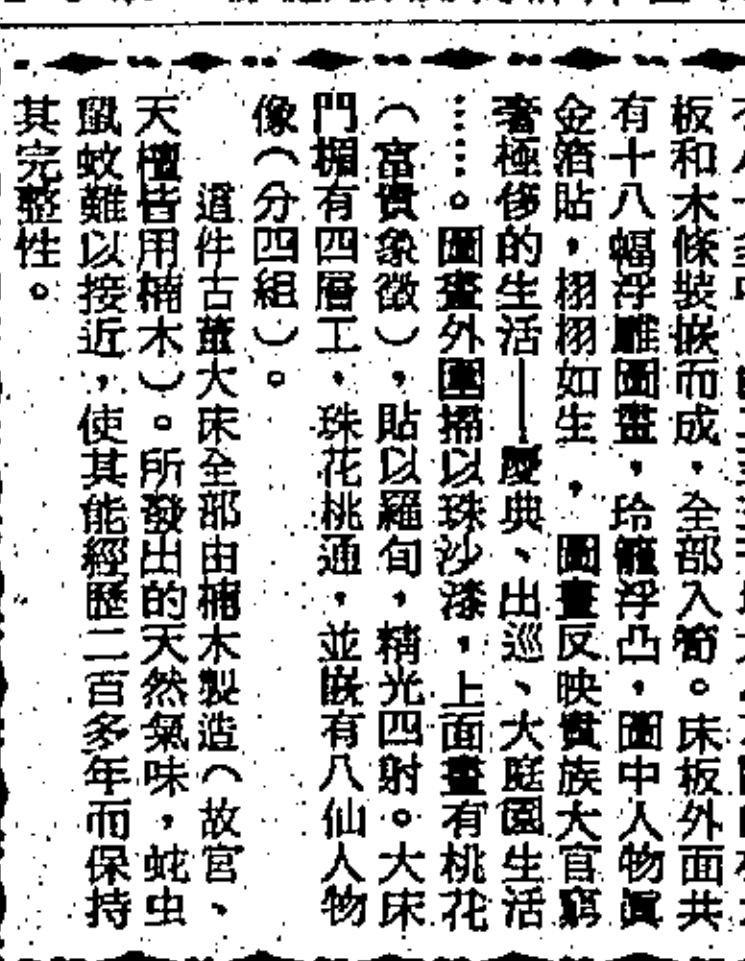 板和木條裝嵌而成,全部入筍。床板外面共
有十八幅浮雕圖畫,玲瓏浮凸,圖中人物眞
金箔貼,栩栩如生,圖畫反映貴族大官窮
奢極侈的生活——慶典、出巡、大庭園生活
……。圖畫外圍掃以珠沙漆,上面畫有桃花
(富貴象徵),貼以羅甸,精光四射。大床
門楣有四層工,珠花桃通,並嵌有八仙人物
像(分四組)。
這件古董大床全部由楠木製造(故宮、
天檀皆用楠木)。所發出的天然氣味,蛇虫
鼠蚊難以接近,使其能經歷二百多年而保持
其完整性。